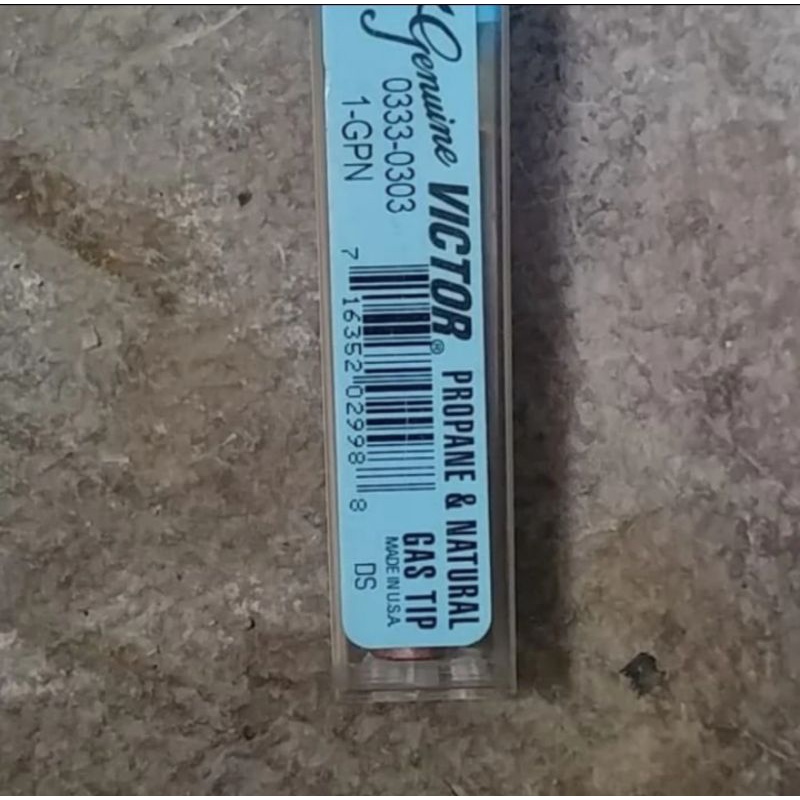 Genuine VICTOR® PROPANE & NATURAL
GAS TIP
MADE IN U.S.A
0333-0303
1-GPN
7 16352 02998 8
DS